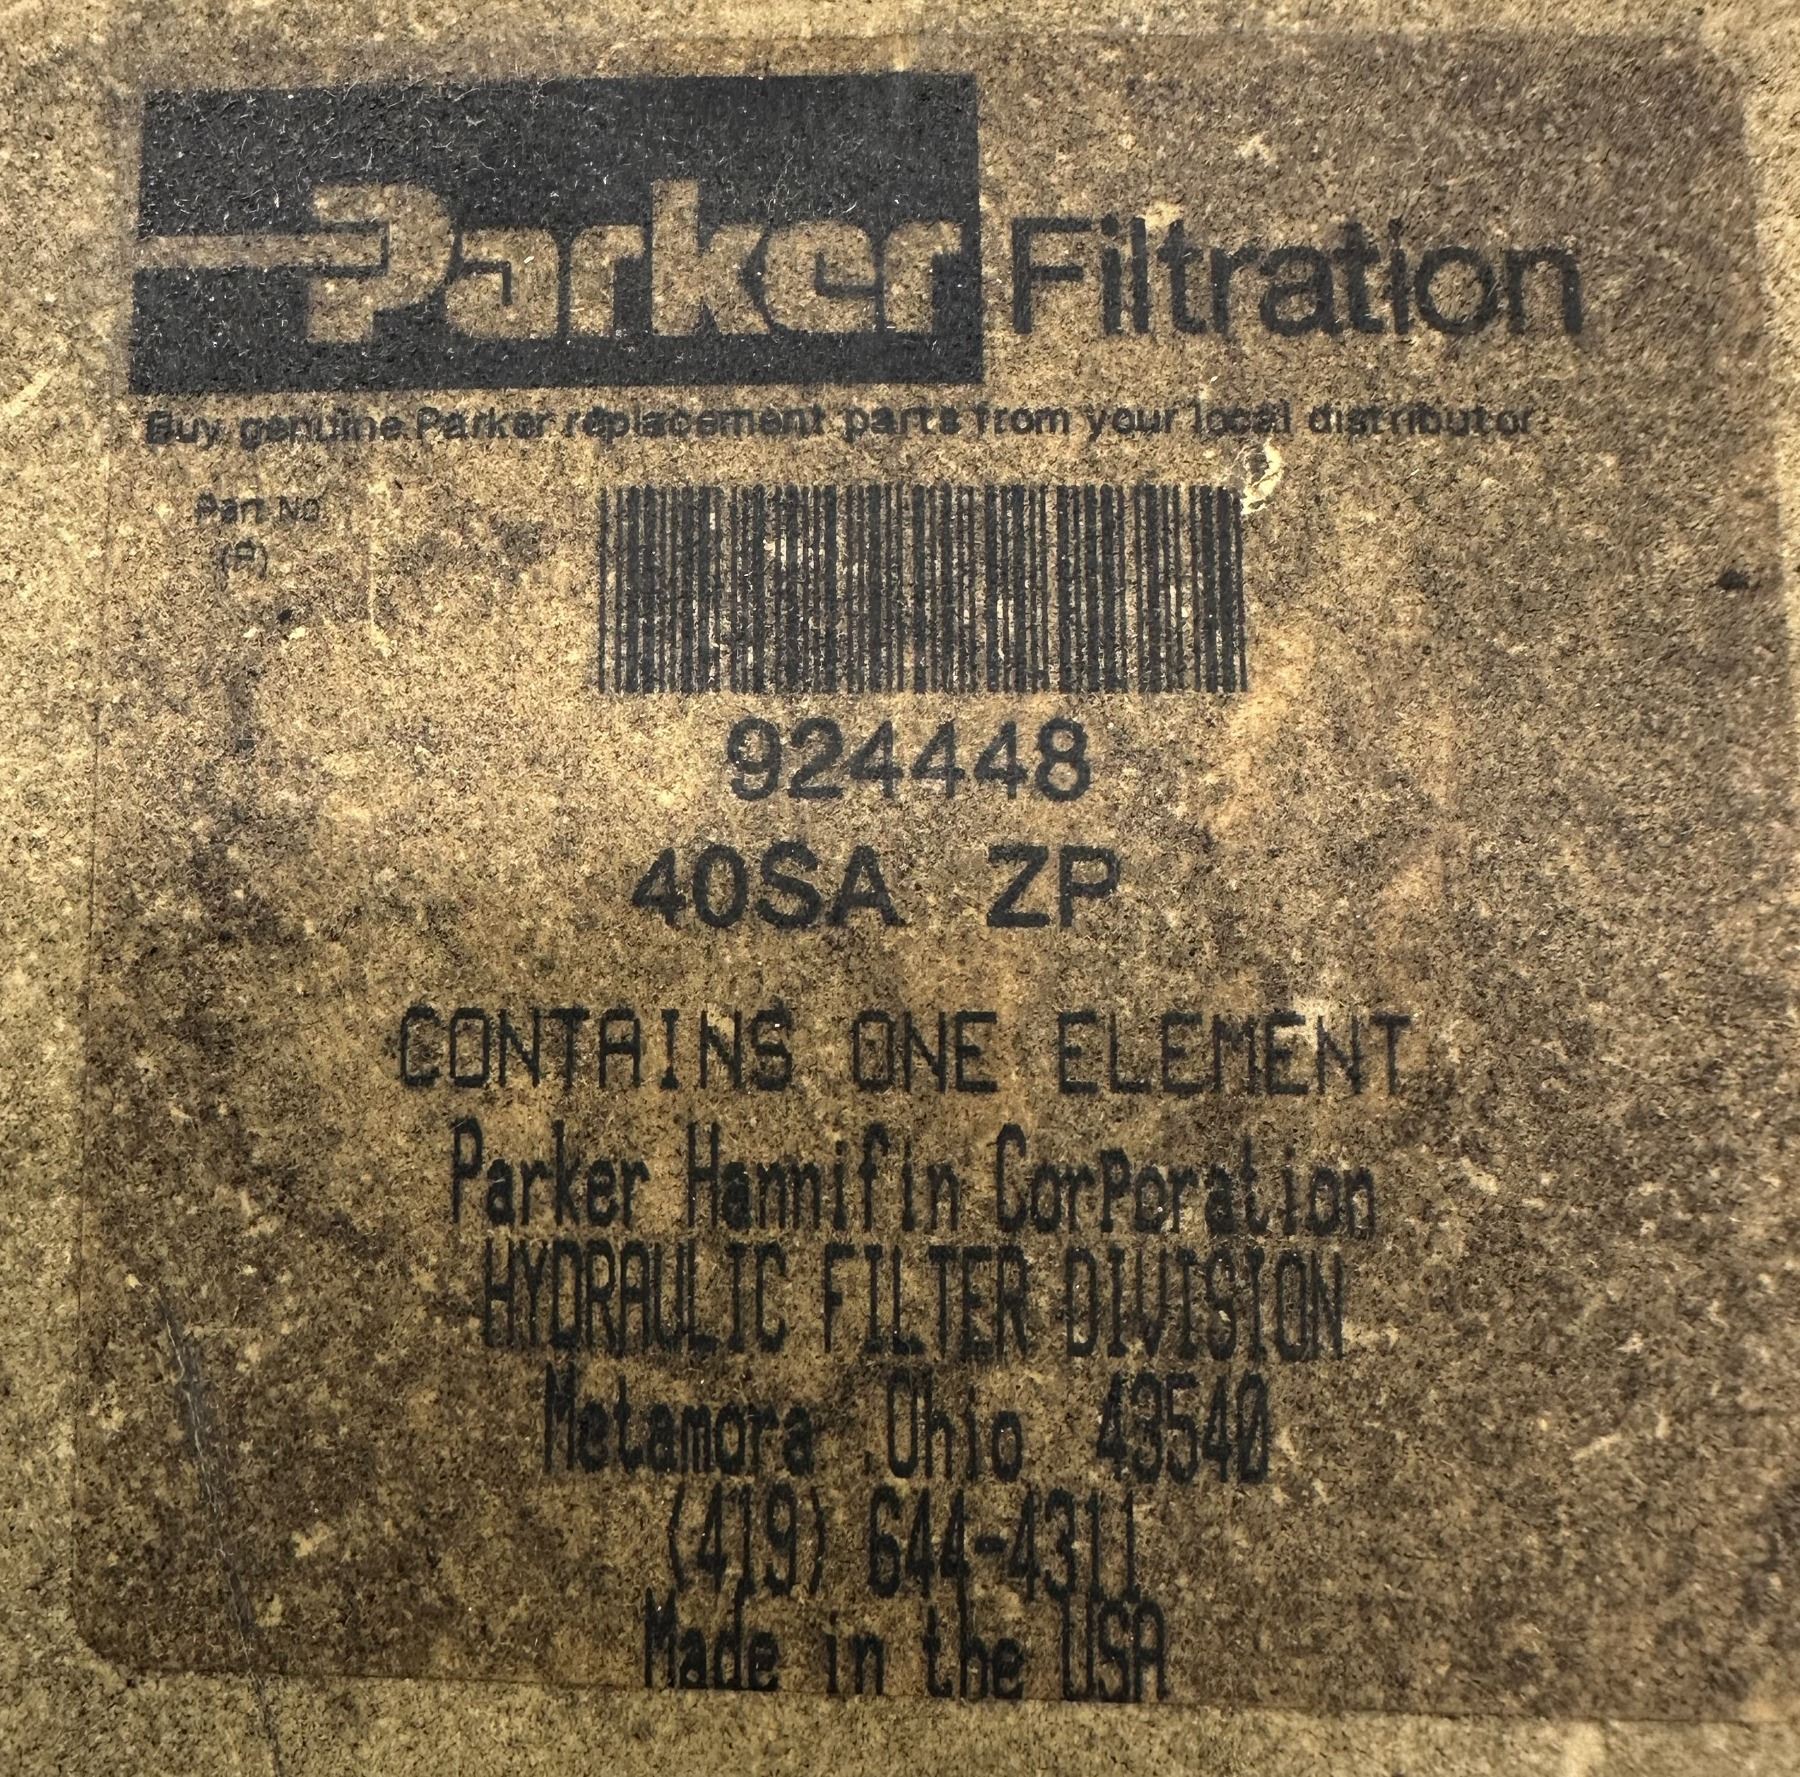 Parker Filtration
Buy genuine Parker replacement parts from your local distributor.
Part No.
(P)
924448
40SA ZP
CONTAINS ONE ELEMENT
Parker Hannifin Corporation
HYDRAULIC FILTER DIVISION
Metamora ,Ohio 43540
(419) 644-4311
Made in the USA